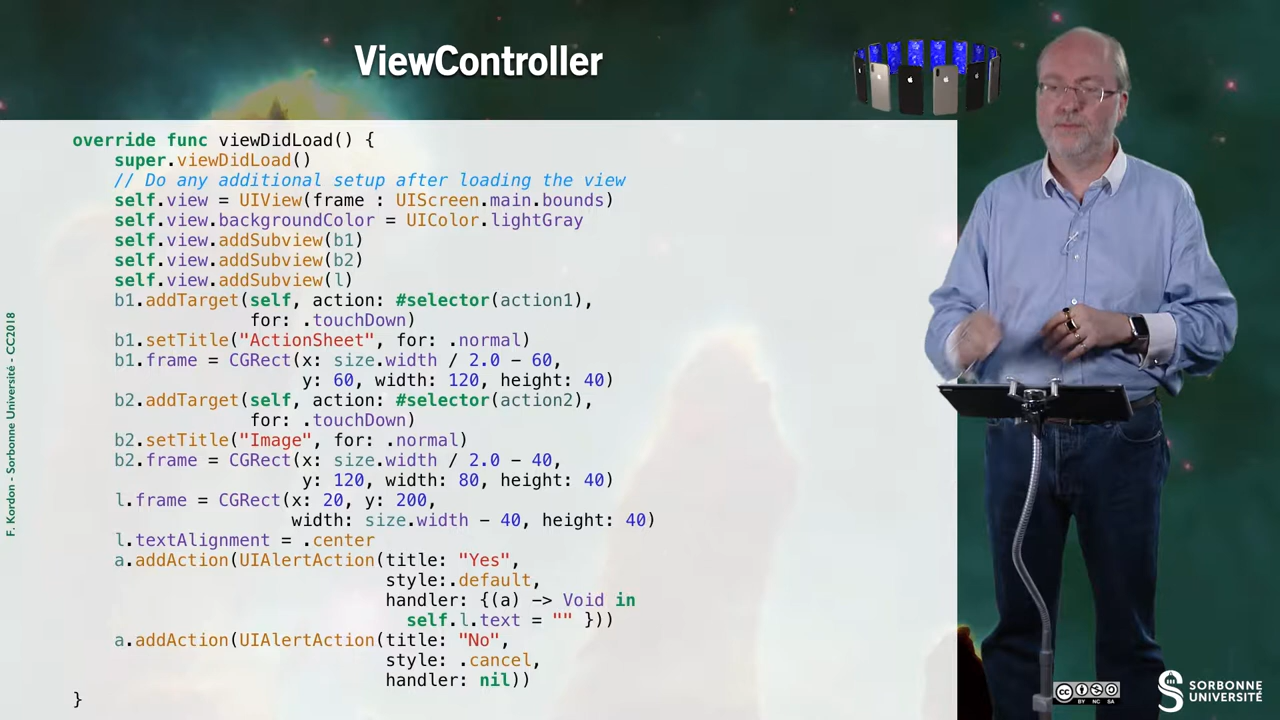 ViewController
override func viewDidLoad() {
    super.viewDidLoad()
    // Do any additional setup after loading the view
    self.view = UIView(frame : UIScreen.main.bounds)
    self.view.backgroundColor = UIColor.lightGray
    self.view.addSubview(b1)
    self.view.addSubview(b2)
    self.view.addSubview(l)
    b1.addTarget(self, action: #selector(action1),
                 for: .touchDown)
    b1.setTitle("ActionSheet", for: .normal)
    b1.frame = CGRect(x: size.width / 2.0 – 60,
                      y: 60, width: 120, height: 40)
    b2.addTarget(self, action: #selector(action2),
                 for: .touchDown)
    b2.setTitle("Image", for: .normal)
    b2.frame = CGRect(x: size.width / 2.0 – 40,
                      y: 120, width: 80, height: 40)
    l.frame = CGRect(x: 20, y: 200,
                     width: size.width – 40, height: 40)
    l.textAlignment = .center
    a.addAction(UIAlertAction(title: "Yes",
                              style:.default,
                              handler: {(a) –> Void in
                                self.l.text = "" }))
    a.addAction(UIAlertAction(title: "No",
                              style: .cancel,
                              handler: nil))
}
F. Kordon - Sorbonne Université - CC2018
cc
BY NC SA
SORBONNE
UNIVERSITÉ